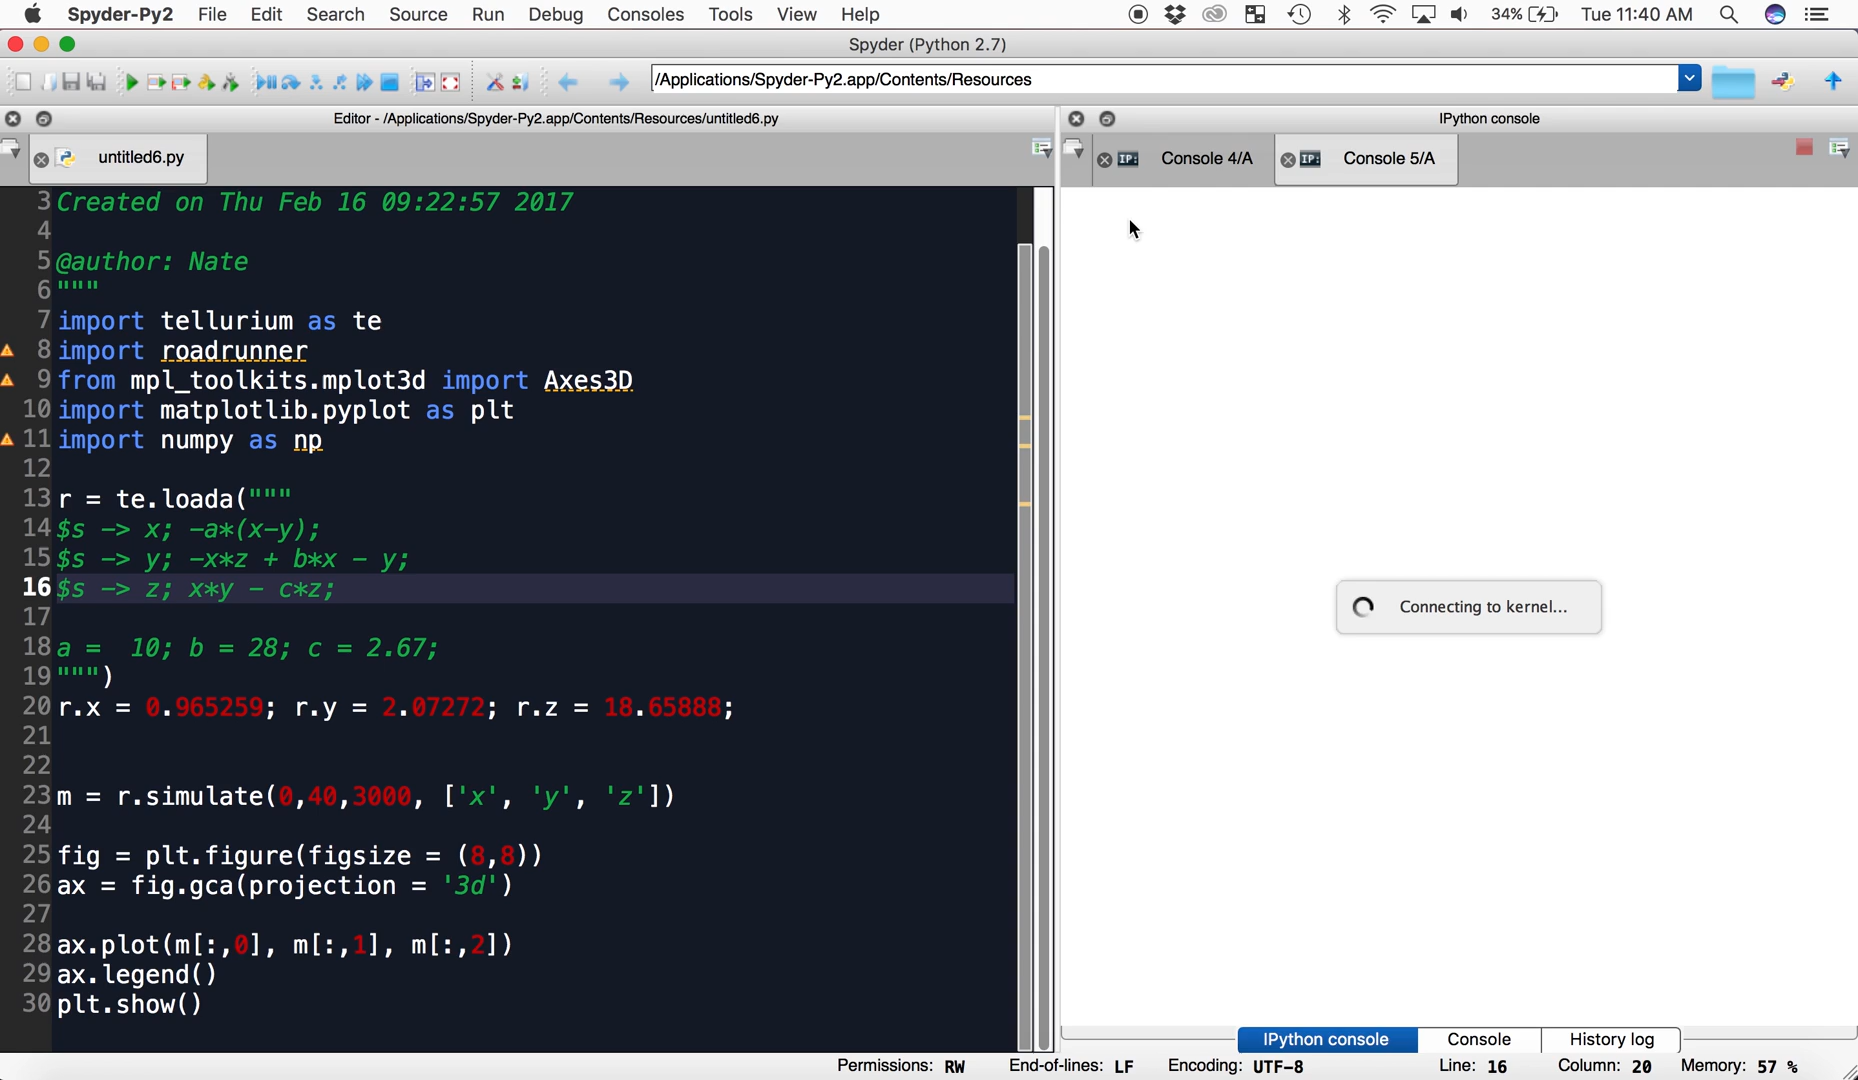 Spyder-Py2 File Edit Search Source Run Debug Consoles Tools View Help 34% Tue 11:40 AM
Spyder (Python 2.7)
/Applications/Spyder-Py2.app/Contents/Resources
Editor - /Applications/Spyder-Py2.app/Contents/Resources/untitled6.py
IPython console
untitled6.py
IP: Console 4/A IP: Console 5/A
3 Created on Thu Feb 16 09:22:57 2017
4
5 @author: Nate
6 """
7 import tellurium as te
8 import roadrunner
9 from mpl_toolkits.mplot3d import Axes3D
10 import matplotlib.pyplot as plt
11 import numpy as np
12
13 r = te.loada("""
14 $s -> x; -a*(x-y);
15 $s -> y; -x*z + b*x - y;
16 $s -> z; x*y - c*z;
17
18 a =  10; b = 28; c = 2.67;
19 """)
20 r.x = 0.965259; r.y = 2.07272; r.z = 18.65888;
21
22
23 m = r.simulate(0,40,3000, ['x', 'y', 'z'])
24
25 fig = plt.figure(figsize = (8,8))
26 ax = fig.gca(projection = '3d')
27
28 ax.plot(m[:,0], m[:,1], m[:,2])
29 ax.legend()
30 plt.show()
Connecting to kernel...
IPython console Console History log
Permissions: RW End-of-lines: LF Encoding: UTF-8 Line: 16 Column: 20 Memory: 57 %